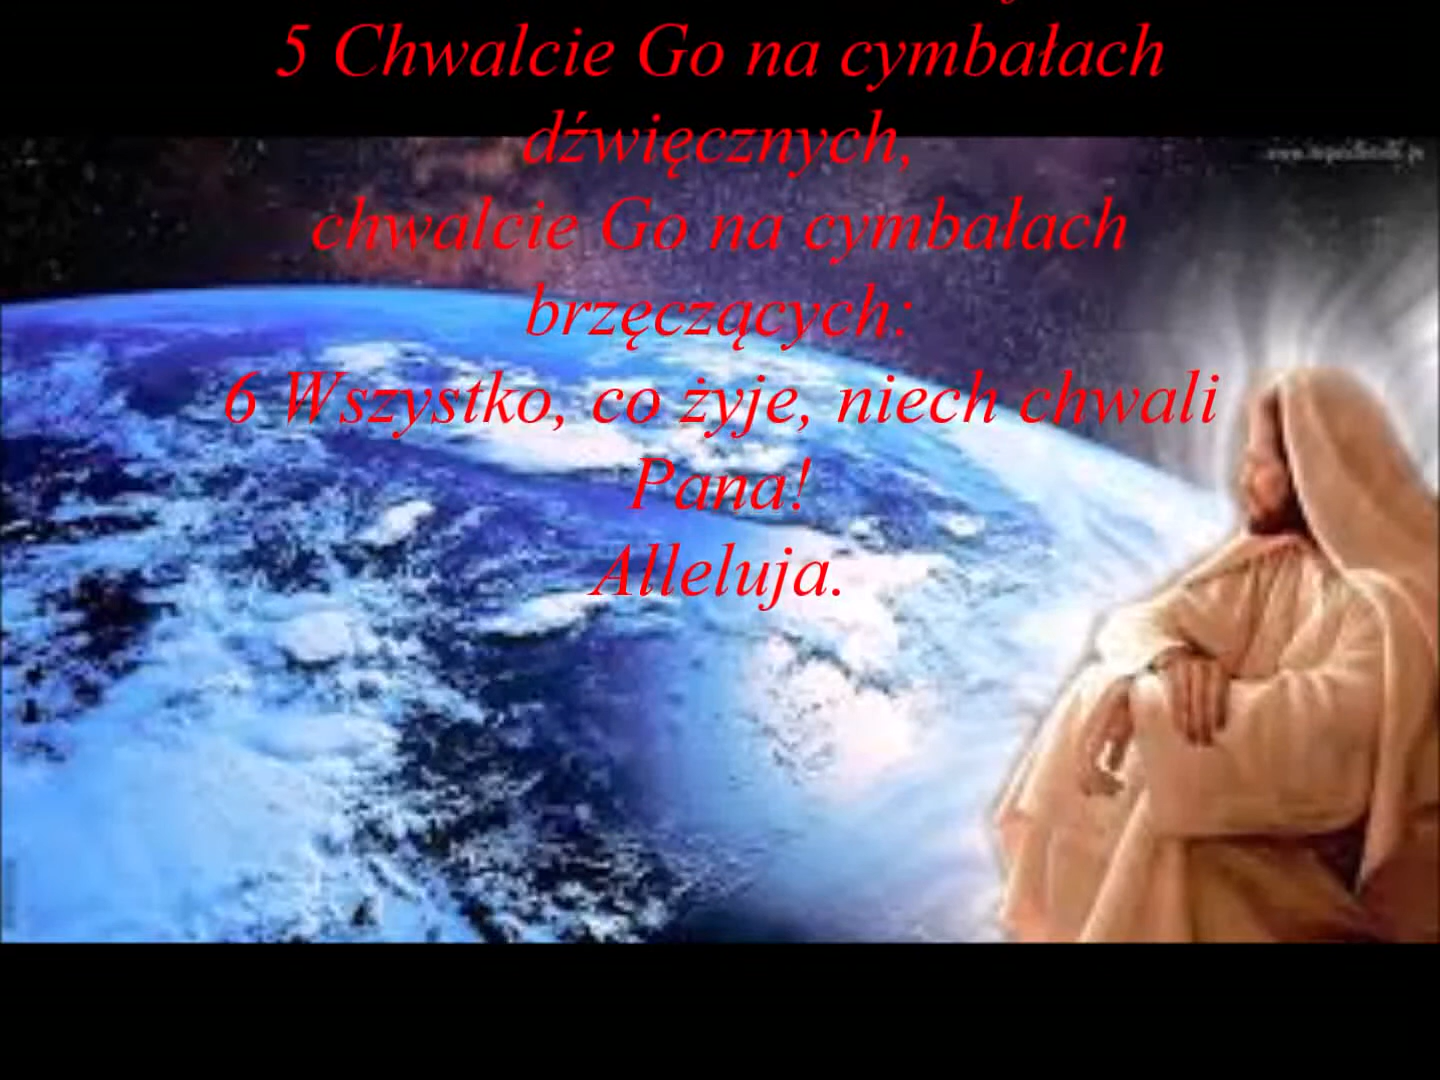 5 Chwalcie Go na cymbałach
dźwięcznych,
chwalcie Go na cymbałach
brzęczących:
6 Wszystko, co żyje, niech chwali
Pana!
Alleluja.